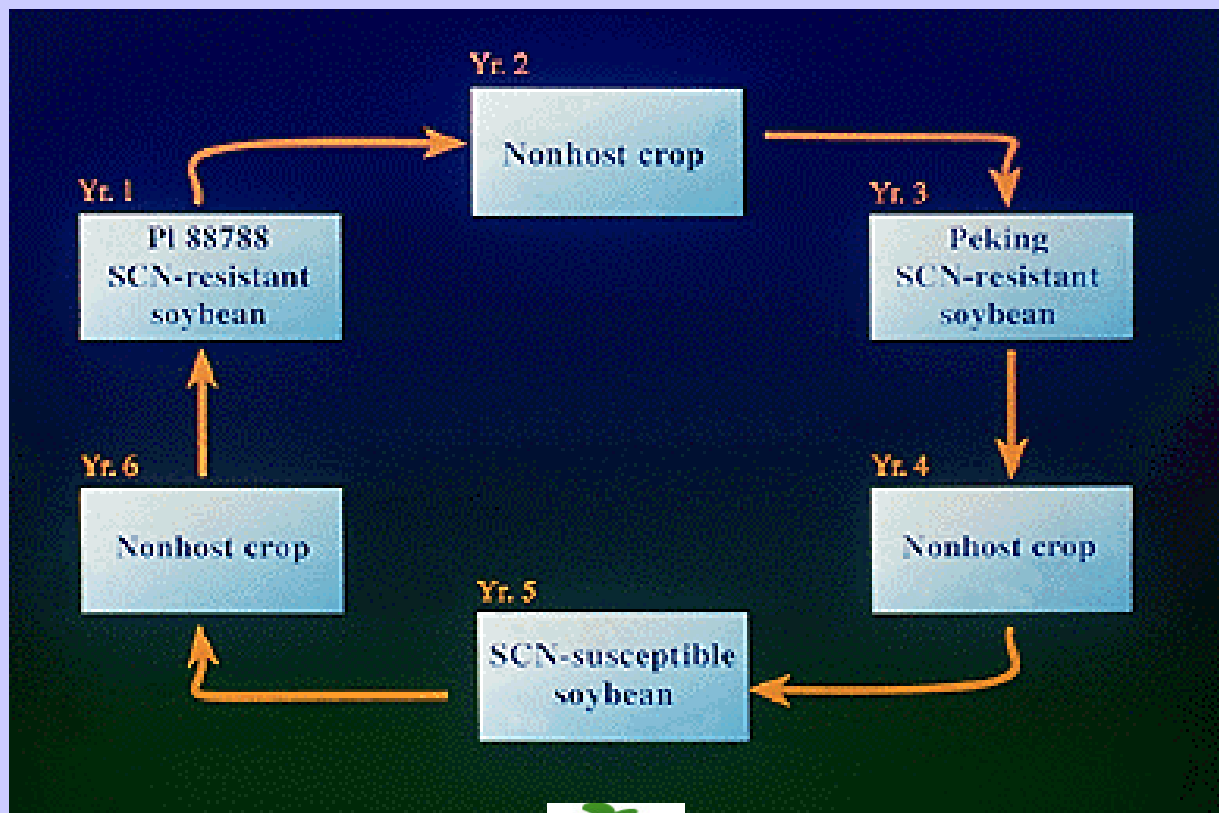 Yr. 1
PI 88788
SCN-resistant
soybean
Yr. 2
Nonhost crop
Yr. 3
Peking
SCN-resistant
soybean
Yr. 4
Nonhost crop
Yr. 5
SCN-susceptible
soybean
Yr. 6
Nonhost crop